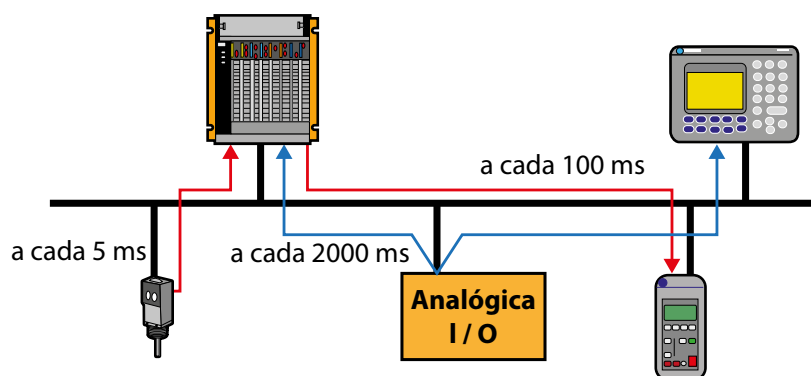 a cada 100 ms
a cada 5 ms
a cada 2000 ms
Analógica
I / O